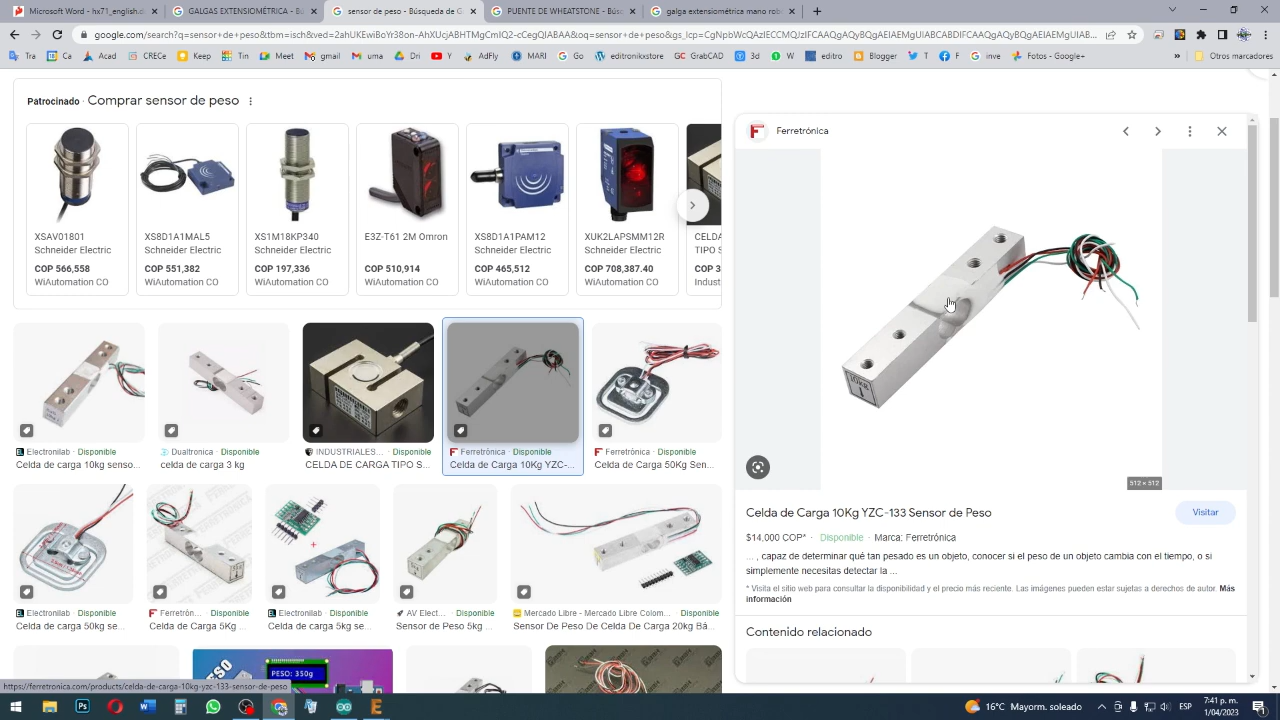 hx71_english.c
GALGAS EXTENSIOMÉTRICA - Bú
sensor de peso - Búsqueda de G
PUENTE DE WHEATSTONE - Bús
galga extensiométrica mano robo
google.com/search?q=sensor+de+peso&tbm=isch&ved=2ahUKEwiBoYr38on-AhXUcjABHTMgCmIQ2-cCegQIABAA&oq=sensor+de+peso&gs_lcp=CgNpbWcQAzIECCMQJzIFCAAQgAQyBQgAEIAEMgUIABCABDIFCAAQgAQyBQgAEIAEMgUIABCABDIFCAAQgAQyBQgAEIAEMgUIA...
Tra
Ca
Acad
CRECe
Keep
Tare
Meet
gmail
AMG
Dri
Y
AdFly
MARI
Go
editronikxstore
GrabCAD
3d
W
editro
Blogger
T
F
inve
Fotos - Google+
»
Otros marcadores
Patrocinado · Comprar sensor de peso
XSAV01801
Schneider Electric
COP 566,558
WiAutomation CO
XS8D1A1MAL5
Schneider Electric
COP 551,382
WiAutomation CO
XS1M18KP340
Schneider Electric
COP 197,336
WiAutomation CO
E3Z-T61 2M Omron
COP 510,914
WiAutomation CO
XS8D1A1PAM12
Schneider Electric
COP 465,512
WiAutomation CO
XUK2LAPSMM12R
Schneider Electric
COP 708,387.40
WiAutomation CO
CELDA
TIPO S
COP 3
Indust
Electronilab · Disponible
Celda de carga 10kg senso...
Dualtronica · Disponible
celda de carga 3 kg
INDUSTRIALES... · Disponible
CELDA DE CARGA TIPO S...
Ferretrónica · Disponible
Celda de Carga 10Kg YZC-...
Ferretrónica · Disponible
Celda de Carga 50Kg Sen...
Electronilab · Disponible
Celda de carga 50kg se...
Ferretrón... · Disponible
Celda de Carga 5Kg ...
Electronilab · Disponible
Celda de carga 5kg se...
AV Elect... · Disponible
Sensor de Peso 5kg ...
Mercado Libre - Mercado Libre Colom... · Disponible
Sensor De Peso De Celda De Carga 20kg Bá...
PESO: 350g
Ferretrónica
10KG
512 × 512
Celda de Carga 10Kg YZC-133 Sensor de Peso
Visitar
$14,000 COP* · Disponible · Marca: Ferretrónica
... , capaz de determinar qué tan pesado es un objeto, conocer si el peso de un objeto cambia con el tiempo, o si
simplemente necesitas detectar la ...
* Visita el sitio web para consultar la disponibilidad y el precio más reciente. Las imágenes pueden estar sujetas a derechos de autor. Más
información
Contenido relacionado
https://ferretronica.com/products/celda-de-carga-10kg-yzc-133-sensor-de-peso
16°C Mayorm. soleado
ESP
7:41 p. m.
1/04/2023